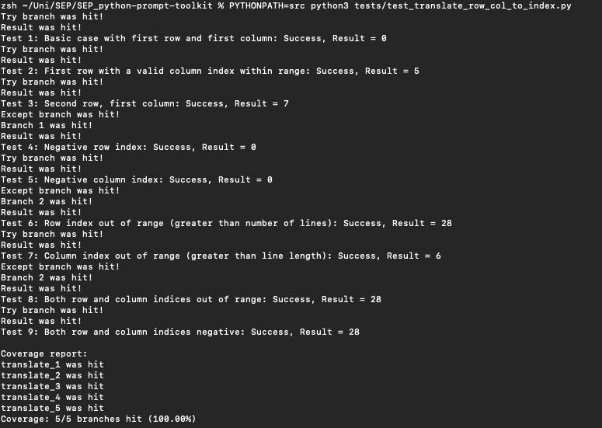 zsh ~/Uni/SEP/SEP_python-prompt-toolkit % PYTHONPATH=src python3 tests/test_translate_row_col_to_index.py
Try branch was hit!
Result was hit!
Test 1: Basic case with first row and first column: Success, Result = 0
Try branch was hit!
Result was hit!
Test 2: First row with a valid column index within range: Success, Result = 5
Try branch was hit!
Result was hit!
Test 3: Second row, first column: Success, Result = 7
Except branch was hit!
Branch 1 was hit!
Result was hit!
Test 4: Negative row index: Success, Result = 0
Try branch was hit!
Result was hit!
Test 5: Negative column index: Success, Result = 0
Except branch was hit!
Branch 2 was hit!
Result was hit!
Test 6: Row index out of range (greater than number of lines): Success, Result = 28
Try branch was hit!
Result was hit!
Test 7: Column index out of range (greater than line length): Success, Result = 6
Except branch was hit!
Branch 2 was hit!
Result was hit!
Test 8: Both row and column indices out of range: Success, Result = 28
Try branch was hit!
Result was hit!
Test 9: Both row and column indices negative: Success, Result = 28
Coverage report:
translate_1 was hit
translate_2 was hit
translate_3 was hit
translate_4 was hit
translate_5 was hit
Coverage: 5/5 branches hit (100.00%)